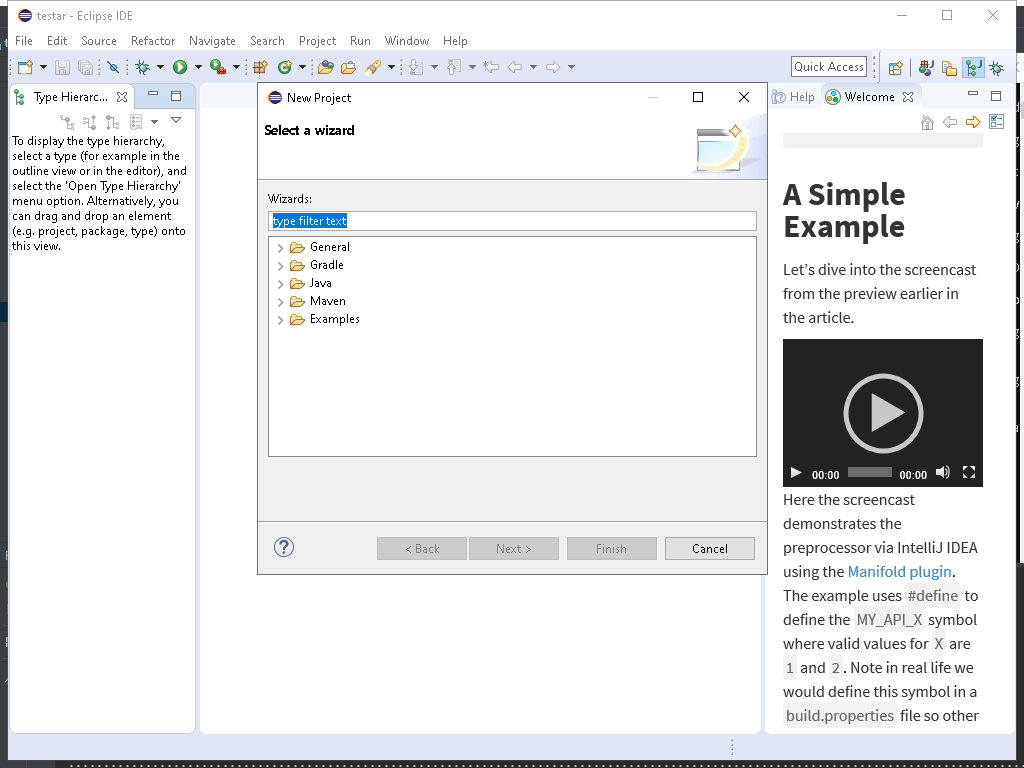 testar - Eclipse IDE
File Edit Source Refactor Navigate Search Project Run Window Help
Quick Access
Type Hierarc...
To display the type hierarchy,
select a type (for example in the
outline view or in the editor), and
select the 'Open Type Hierarchy'
menu option. Alternatively, you
can drag and drop an element
(e.g. project, package, type) onto
this view.
New Project
Select a wizard
Wizards:
type filter text
General
Gradle
Java
Maven
Examples
< Back Next > Finish Cancel
Help Welcome
A Simple
Example
Let’s dive into the screencast
from the preview earlier in
the article.
00:00 00:00
Here the screencast
demonstrates the
preprocessor via IntelliJ IDEA
using the Manifold plugin.
The example uses #define to
define the MY_API_X symbol
where valid values for X are
1 and 2. Note in real life we
would define this symbol in a
build.properties file so other